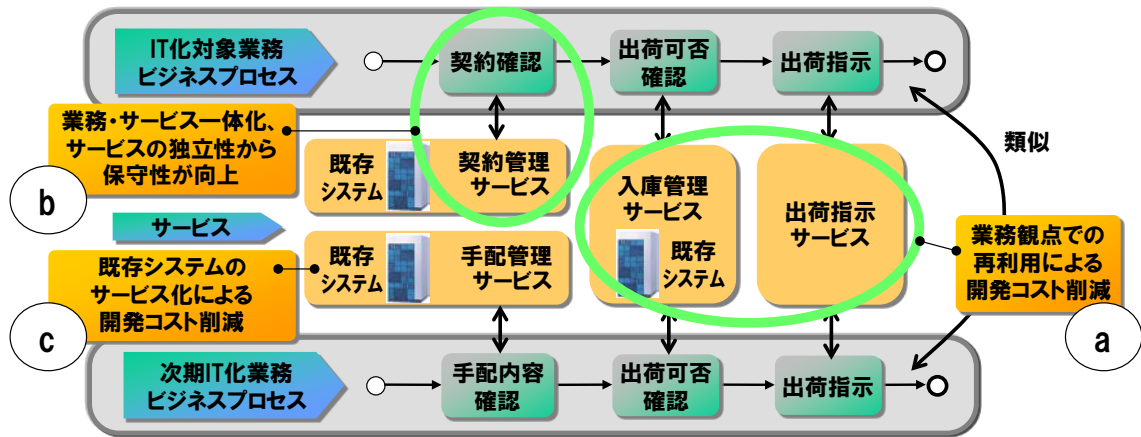 IT化対象業務
ビジネスプロセス
契約確認
出荷可否
確認
出荷指示
業務・サービス一体化、
サービスの独立性から
保守性が向上
b
既存
システム
契約管理
サービス
入庫管理
サービス
既存
システム
出荷指示
サービス
類似
サービス
既存システムの
サービス化による
開発コスト削減
c
既存
システム
手配管理
サービス
業務観点での
再利用による
開発コスト削減
a
次期IT化業務
ビジネスプロセス
手配内容
確認
出荷可否
確認
出荷指示